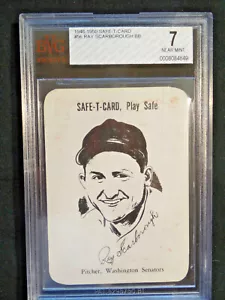 1948 1950 SAFE-T-CARD
#56 RAY SCARBOROUGH BB
7
NEAR MINT
SAFE-T-CARD, Play Safe
Ray Scarborough
Pitcher, Washington Senators